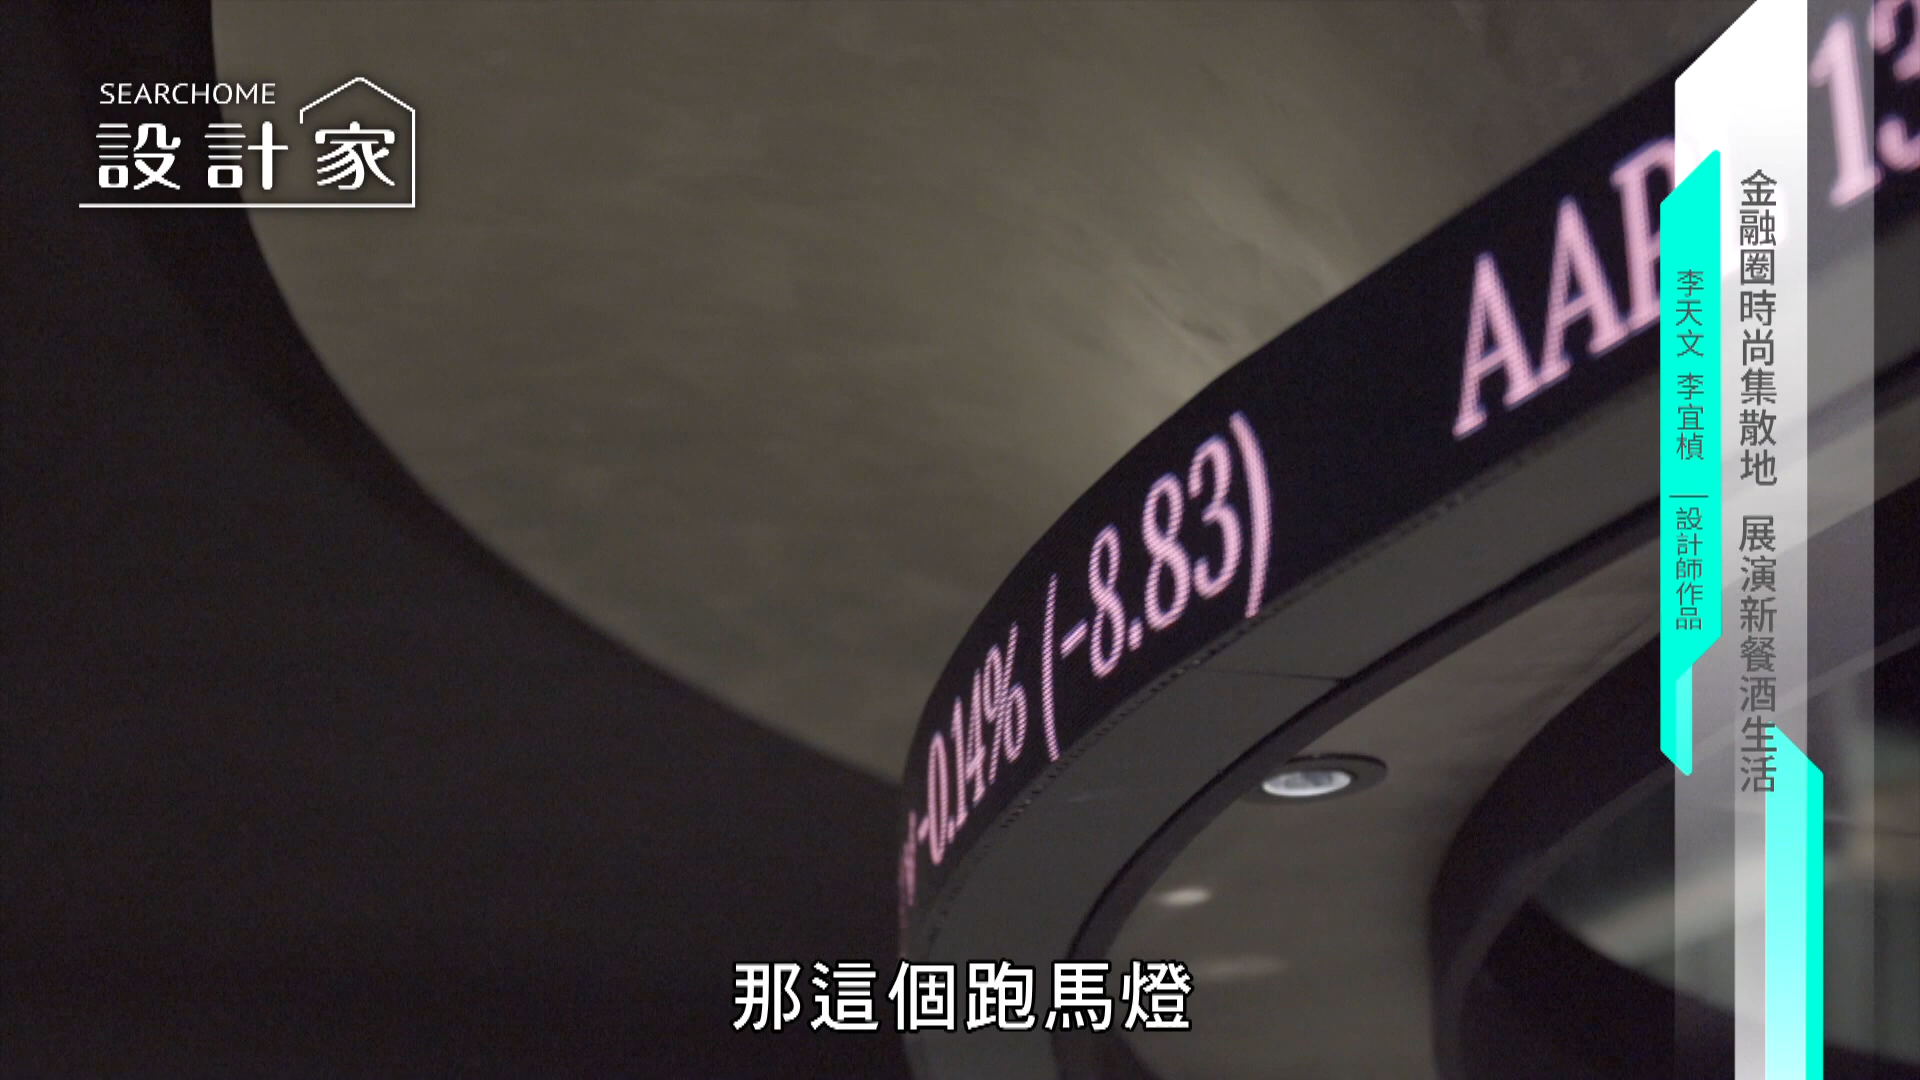 SEARCHOME
設計家
-0.14% (-8.83)
金融圈時尚集散地 展演新餐酒生活
李天文 李宜楨 │設計師作品
那這個跑馬燈